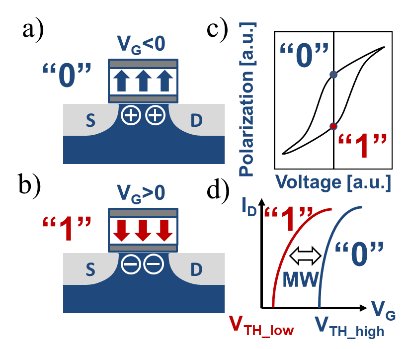 a)
V_G<0
“0”
⊕⊕
S D
b)
V_G>0
“1”
⊖⊖
S D
c)
Polarization [a.u.]
“0”
“1”
Voltage [a.u.]
d)
I_D
“1”
“0”
MW
V_G
V_TH_low
V_TH_high